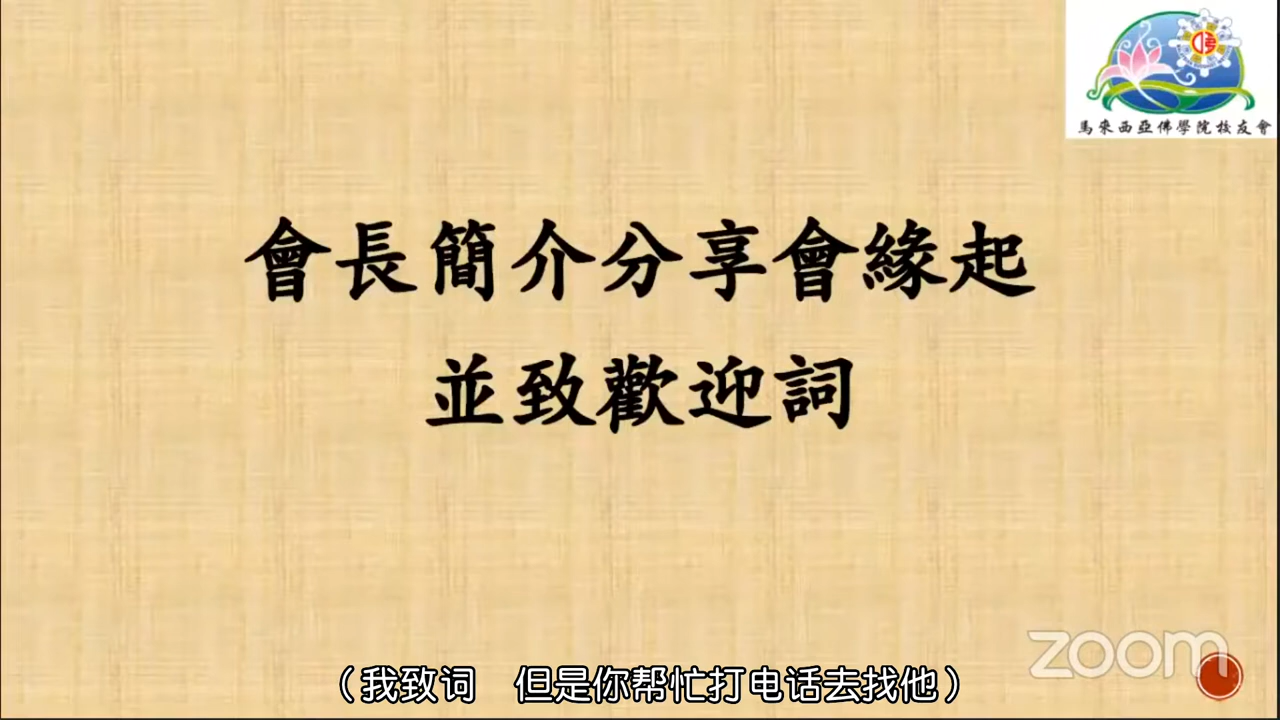 馬來西亞佛學院校友會
會長簡介分享會緣起
並致歡迎詞
zoom
（我致词　但是你帮忙打电话去找他）